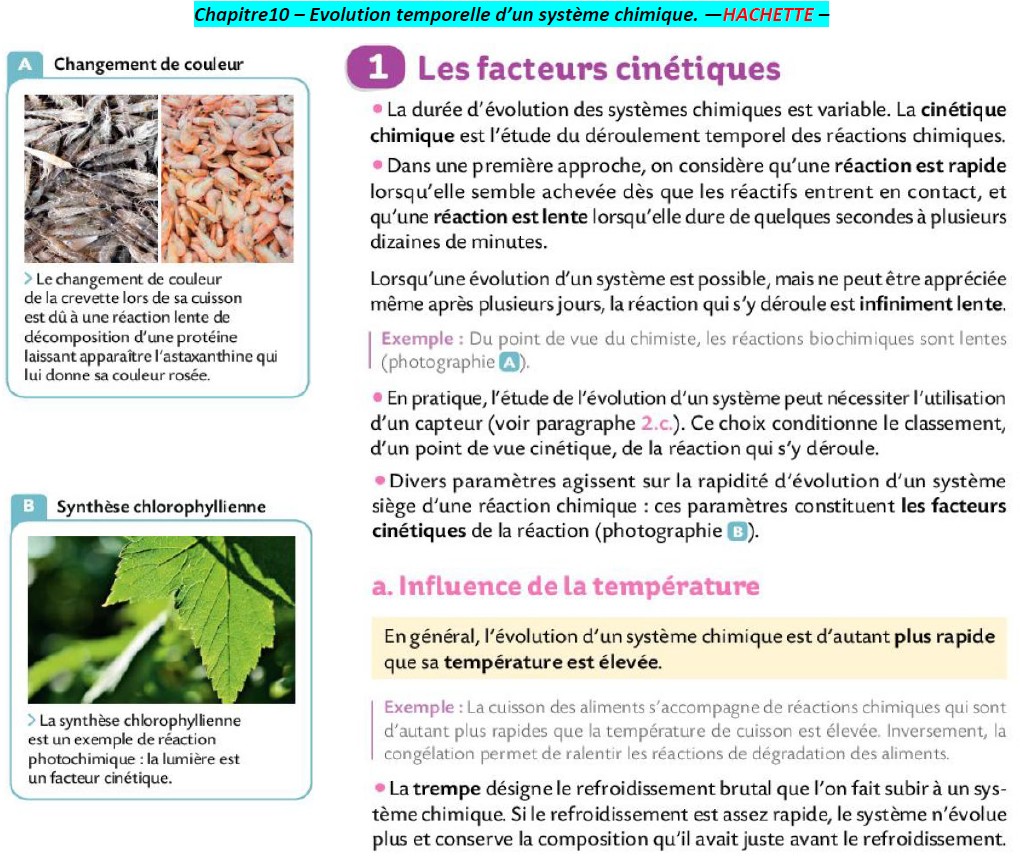 Chapitre10 – Evolution temporelle d'un système chimique. —HACHETTE –
A Changement de couleur
> Le changement de couleur
de la crevette lors de sa cuisson
est dû à une réaction lente de
décomposition d'une protéine
laissant apparaître l'astaxanthine qui
lui donne sa couleur rosée.
B Synthèse chlorophyllienne
> La synthèse chlorophyllienne
est un exemple de réaction
photochimique : la lumière est
un facteur cinétique.
1 Les facteurs cinétiques
• La durée d'évolution des systèmes chimiques est variable. La cinétique
chimique est l'étude du déroulement temporel des réactions chimiques.
• Dans une première approche, on considère qu'une réaction est rapide
lorsqu'elle semble achevée dès que les réactifs entrent en contact, et
qu'une réaction est lente lorsqu'elle dure de quelques secondes à plusieurs
dizaines de minutes.
Lorsqu'une évolution d'un système est possible, mais ne peut être appréciée
même après plusieurs jours, la réaction qui s'y déroule est infiniment lente.
Exemple : Du point de vue du chimiste, les réactions biochimiques sont lentes
(photographie A).
• En pratique, l'étude de l'évolution d'un système peut nécessiter l'utilisation
d'un capteur (voir paragraphe 2.c.). Ce choix conditionne le classement,
d'un point de vue cinétique, de la réaction qui s'y déroule.
• Divers paramètres agissent sur la rapidité d'évolution d'un système
siège d'une réaction chimique : ces paramètres constituent les facteurs
cinétiques de la réaction (photographie B).
a. Influence de la température
En général, l'évolution d'un système chimique est d'autant plus rapide
que sa température est élevée.
Exemple : La cuisson des aliments s'accompagne de réactions chimiques qui sont
d'autant plus rapides que la température de cuisson est élevée. Inversement, la
congélation permet de ralentir les réactions de dégradation des aliments.
• La trempe désigne le refroidissement brutal que l'on fait subir à un sys-
tème chimique. Si le refroidissement est assez rapide, le système n'évolue
plus et conserve la composition qu'il avait juste avant le refroidissement.